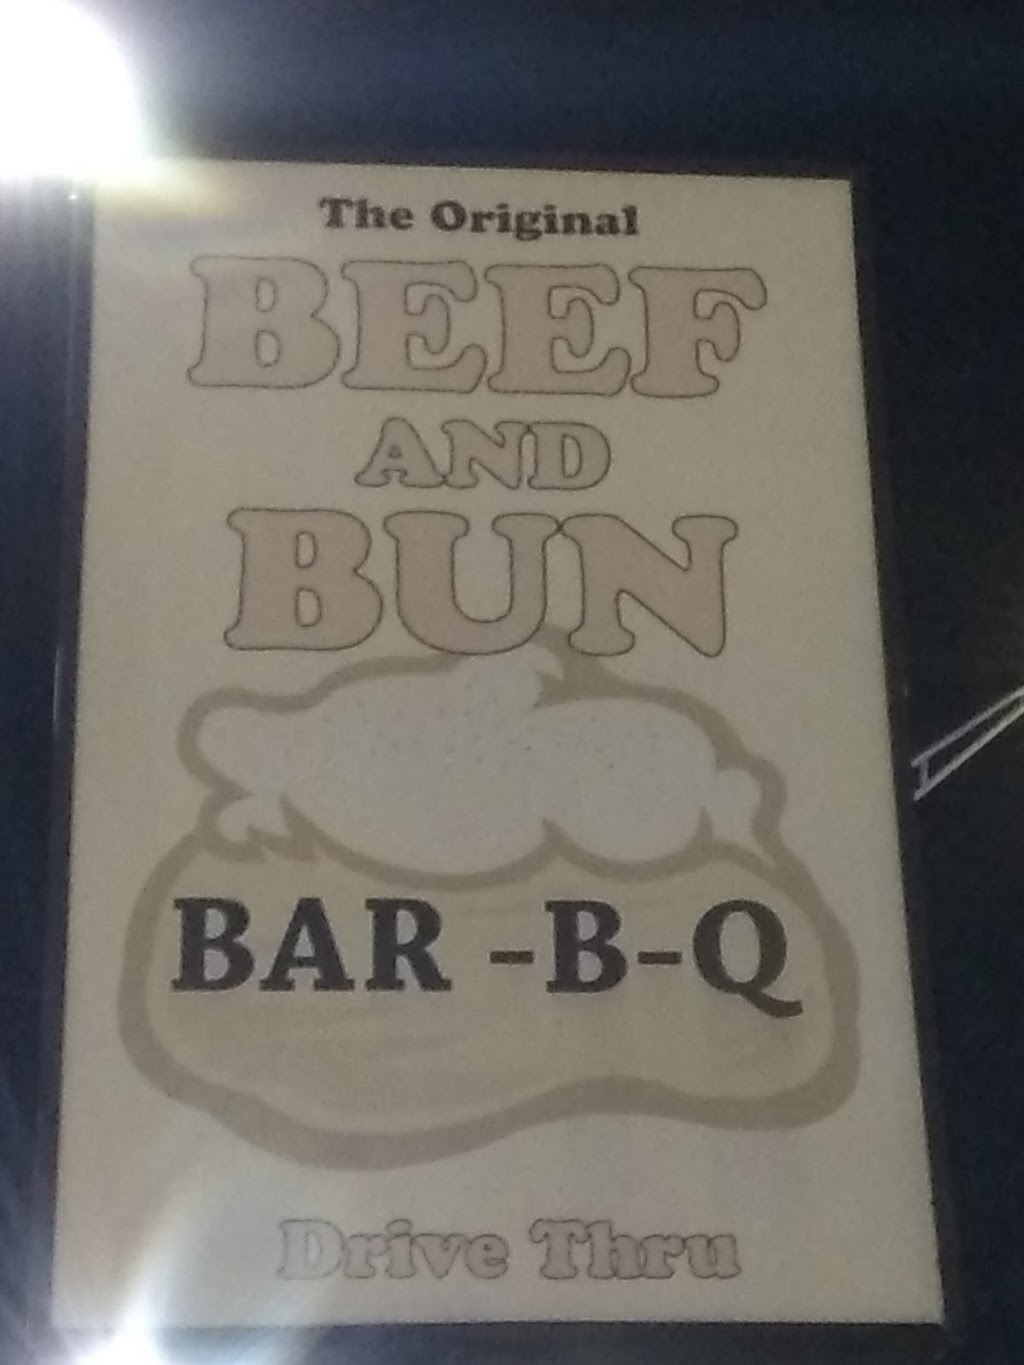 The Original
BEEF
AND
BUN
BAR -B-Q
Drive Thru